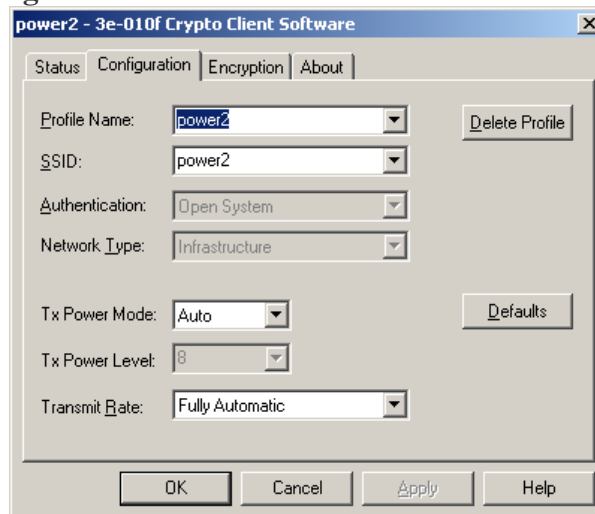 power2 - 3e-010f Crypto Client Software
Status Configuration Encryption About
Profile Name: power2 Delete Profile
SSID: power2
Authentication: Open System
Network Type: Infrastructure
Tx Power Mode: Auto Defaults
Tx Power Level: 8
Transmit Rate: Fully Automatic
OK Cancel Apply Help